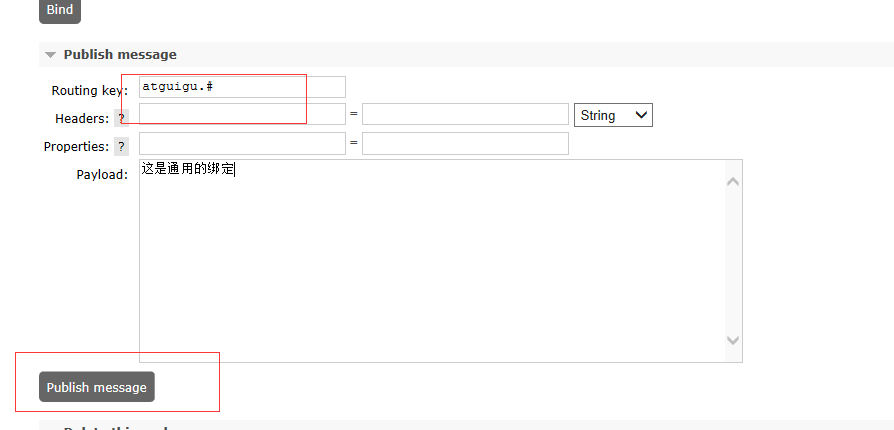 Bind
Publish message
Routing key: atguigu.#
Headers: ? = String
Properties: ? =
Payload: 这是通用的绑定
Publish message